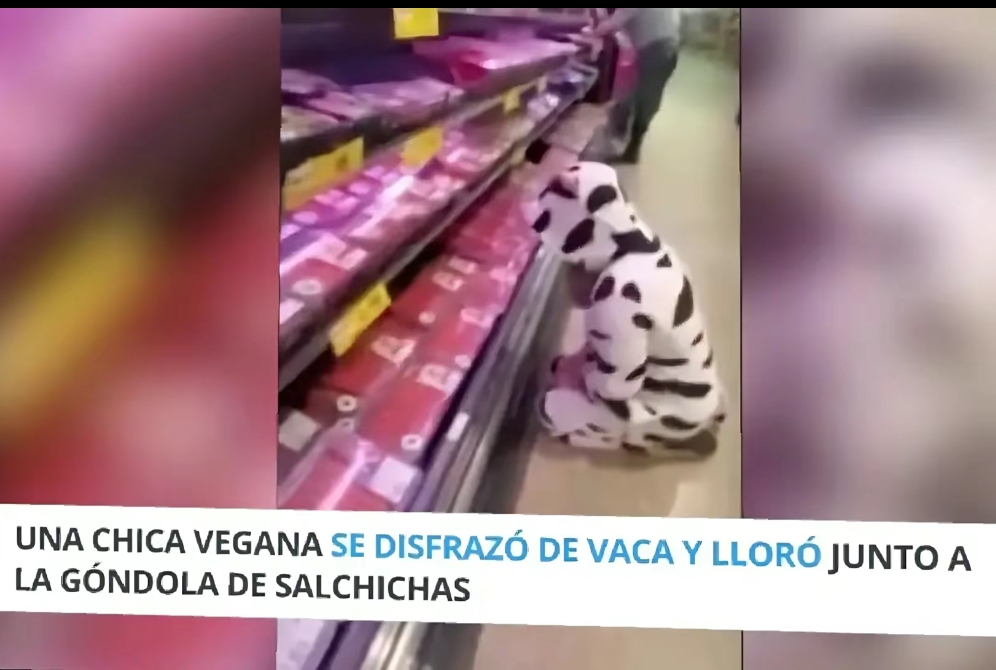 UNA CHICA VEGANA SE DISFRAZÓ DE VACA Y LLORÓ JUNTO A
LA GÓNDOLA DE SALCHICHAS